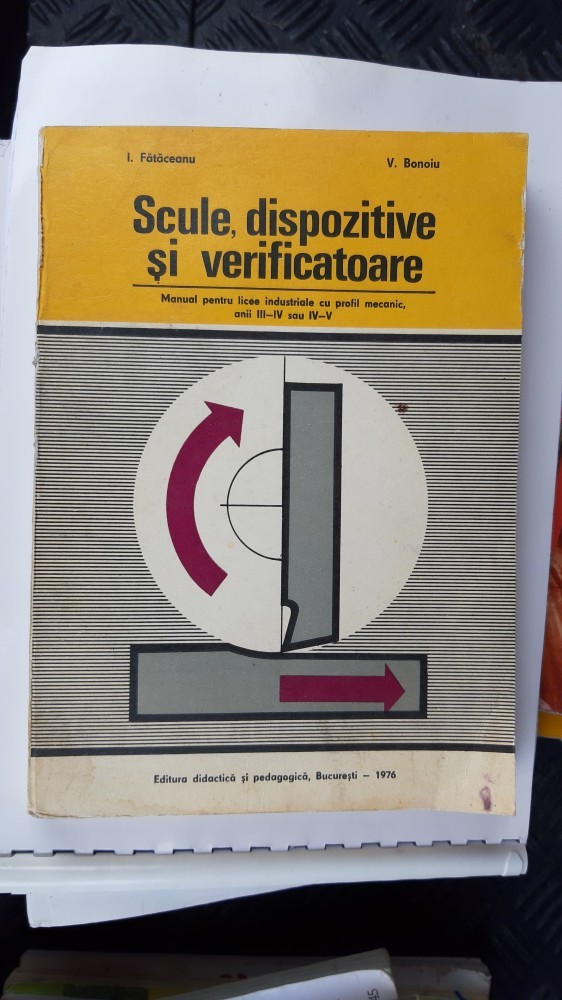 I. Fătăceanu
V. Bonoiu
Scule, dispozitive
și verificatoare
Manual pentru licee industriale cu profil mecanic,
anii III—IV sau IV—V
Editura didactică și pedagogică, București — 1976
45